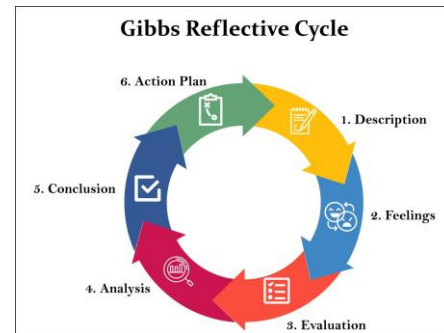 Gibbs Reflective Cycle
1. Description
2. Feelings
3. Evaluation
4. Analysis
5. Conclusion
6. Action Plan